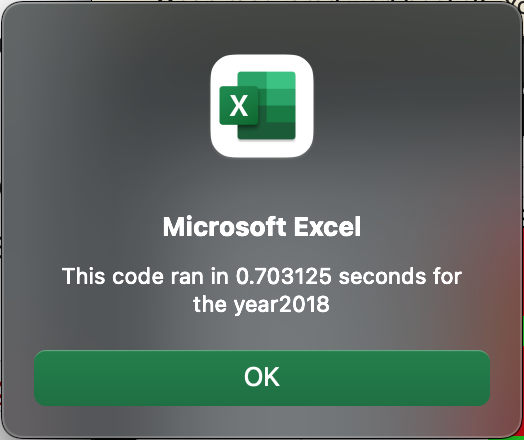 X
Microsoft Excel
This code ran in 0.703125 seconds for
the year2018
OK